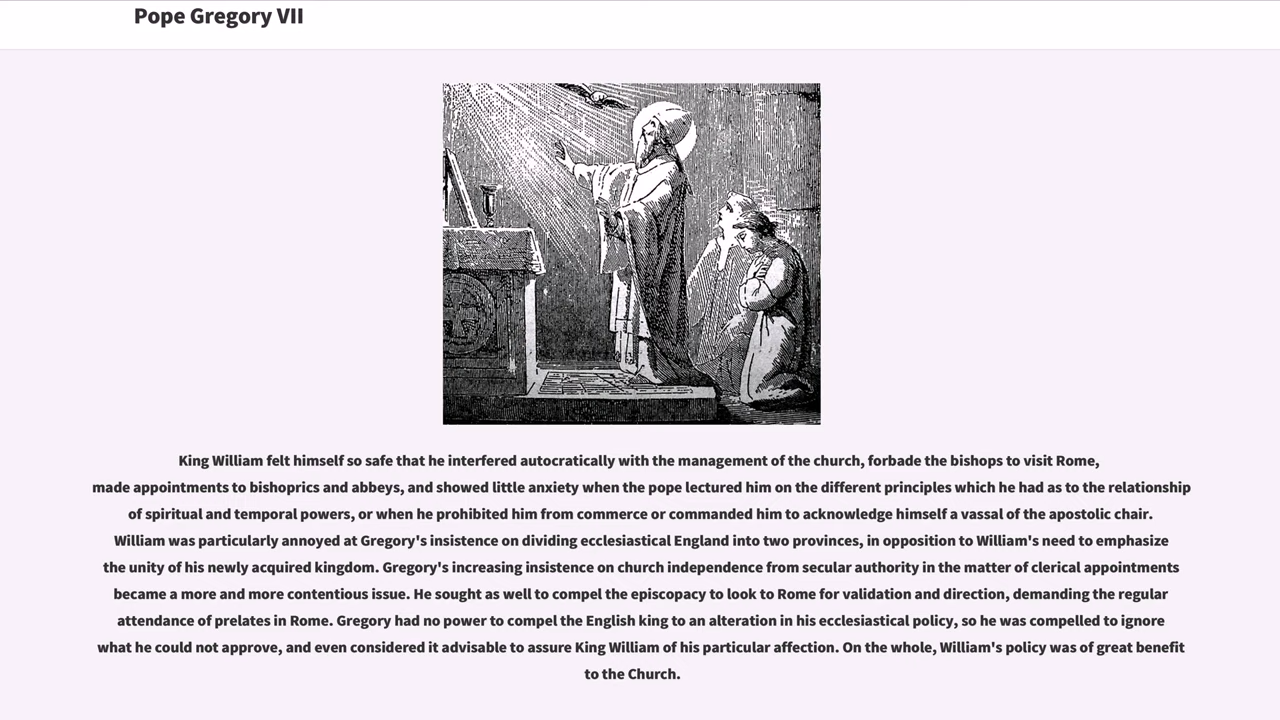 Pope Gregory VII
King William felt himself so safe that he interfered autocratically with the management of the church, forbade the bishops to visit Rome,
made appointments to bishoprics and abbeys, and showed little anxiety when the pope lectured him on the different principles which he had as to the relationship
of spiritual and temporal powers, or when he prohibited him from commerce or commanded him to acknowledge himself a vassal of the apostolic chair.
William was particularly annoyed at Gregory's insistence on dividing ecclesiastical England into two provinces, in opposition to William's need to emphasize
the unity of his newly acquired kingdom. Gregory's increasing insistence on church independence from secular authority in the matter of clerical appointments
became a more and more contentious issue. He sought as well to compel the episcopacy to look to Rome for validation and direction, demanding the regular
attendance of prelates in Rome. Gregory had no power to compel the English king to an alteration in his ecclesiastical policy, so he was compelled to ignore
what he could not approve, and even considered it advisable to assure King William of his particular affection. On the whole, William's policy was of great benefit
to the Church.